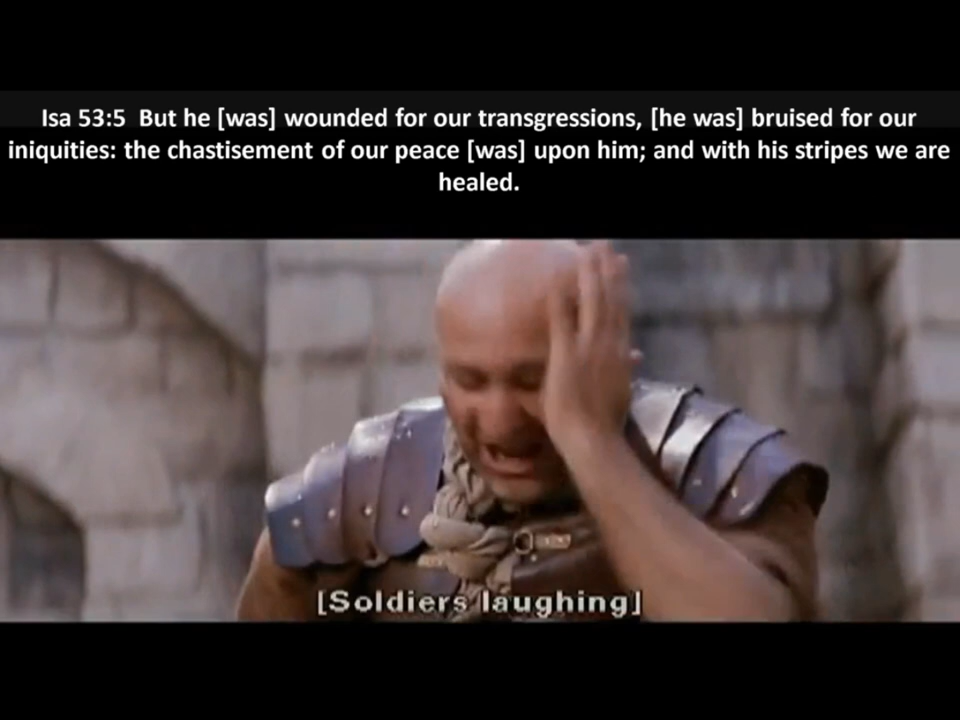 Isa 53:5  But he [was] wounded for our transgressions, [he was] bruised for our
iniquities: the chastisement of our peace [was] upon him; and with his stripes we are
healed.
[Soldiers laughing]